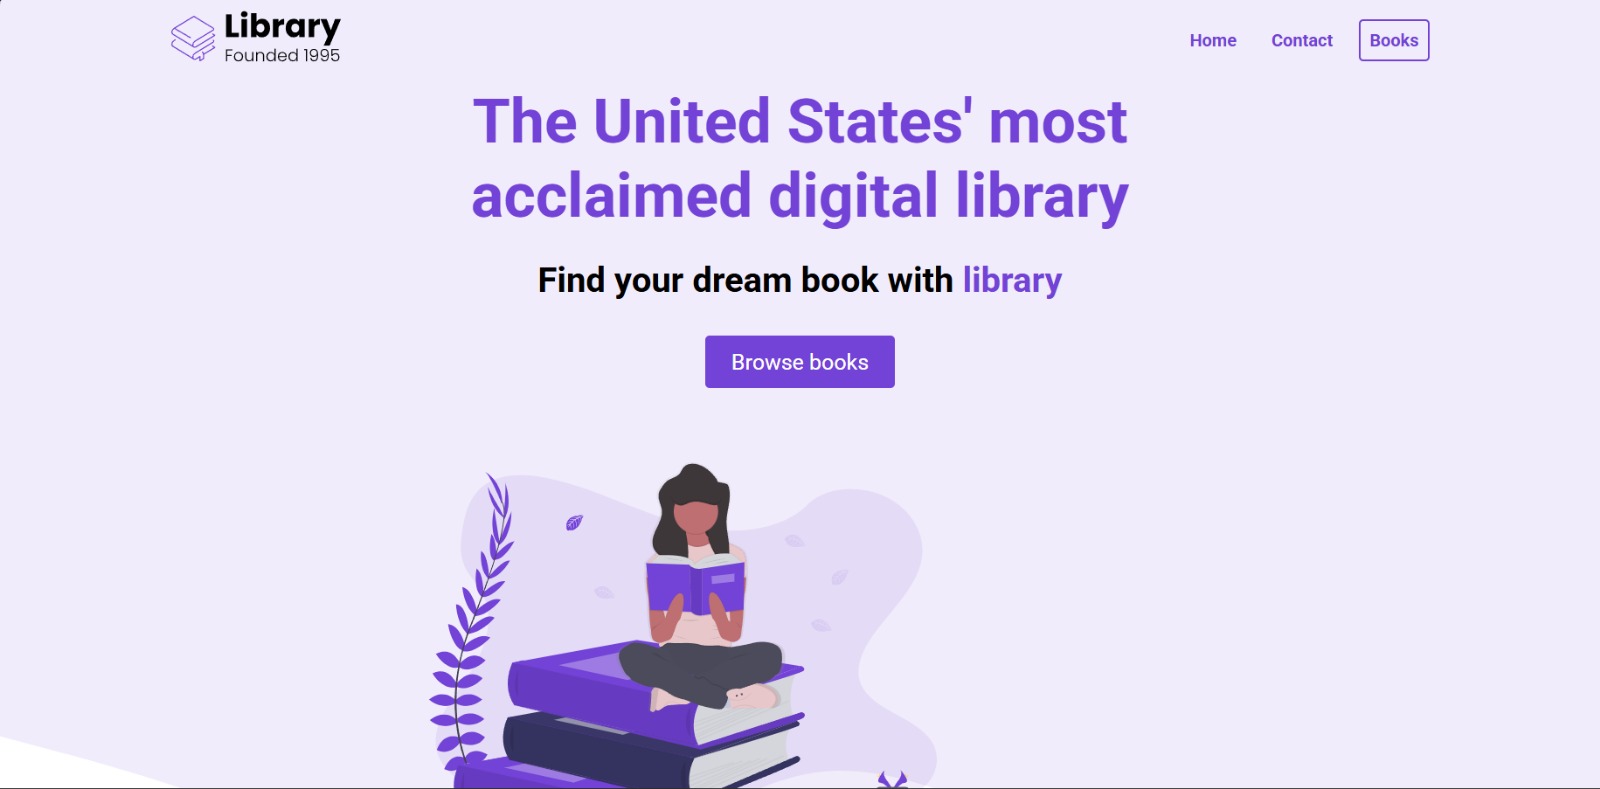 Library
Founded 1995
Home Contact Books
The United States' most
acclaimed digital library
Find your dream book with library
Browse books